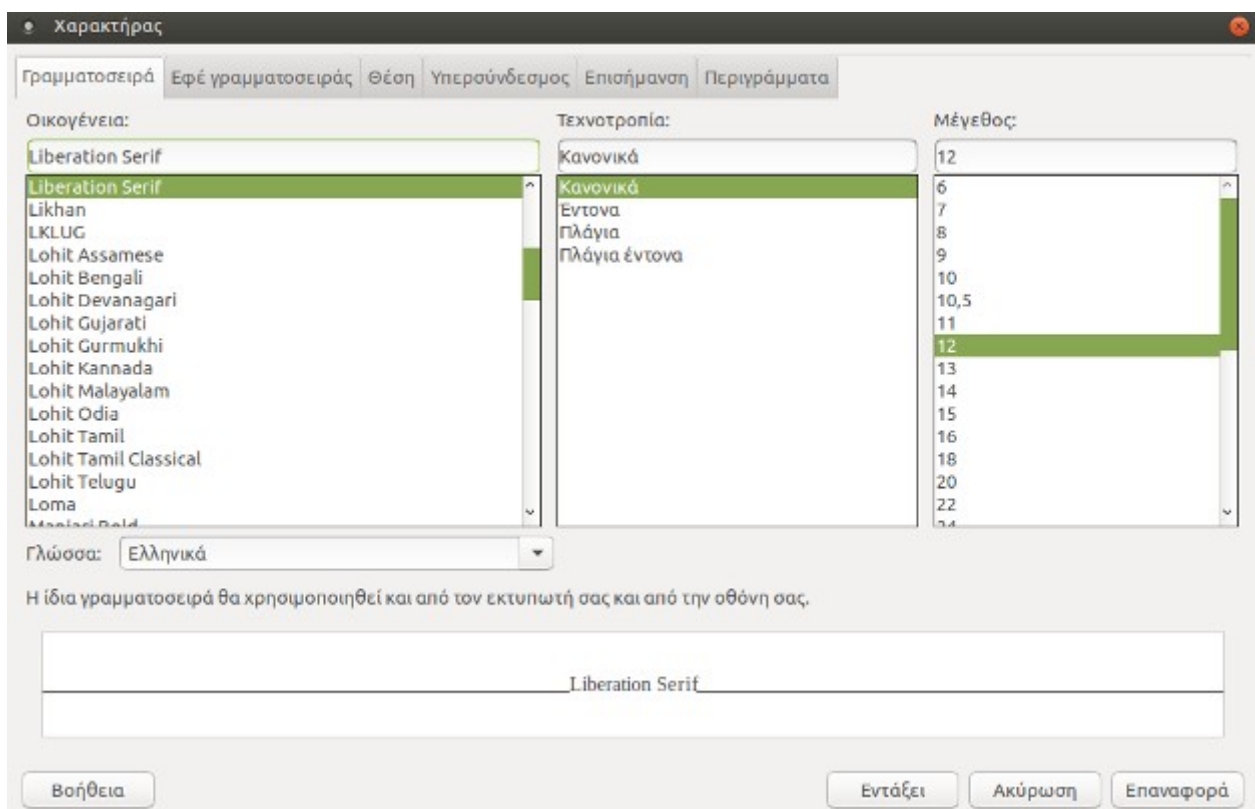 Χαρακτήρας
Γραμματοσειρά Εφέ γραμματοσειράς Θέση Υπερσύνδεσμος Επισήμανση Περιγράμματα
Οικογένεια:
Liberation Serif
Liberation Serif
Likhan
LKLUG
Lohit Assamese
Lohit Bengali
Lohit Devanagari
Lohit Gujarati
Lohit Gurmukhi
Lohit Kannada
Lohit Malayalam
Lohit Odia
Lohit Tamil
Lohit Tamil Classical
Lohit Telugu
Loma
Manjari Bold
Τεχνοτροπία:
Κανονικά
Κανονικά
Έντονα
Πλάγια
Πλάγια έντονα
Μέγεθος:
12
6
7
8
9
10
10,5
11
12
13
14
15
16
18
20
22
24
Γλώσσα: Ελληνικά
Η ίδια γραμματοσειρά θα χρησιμοποιηθεί και από τον εκτυπωτή σας και από την οθόνη σας.
Liberation Serif
Βοήθεια Εντάξει Ακύρωση Επαναφορά